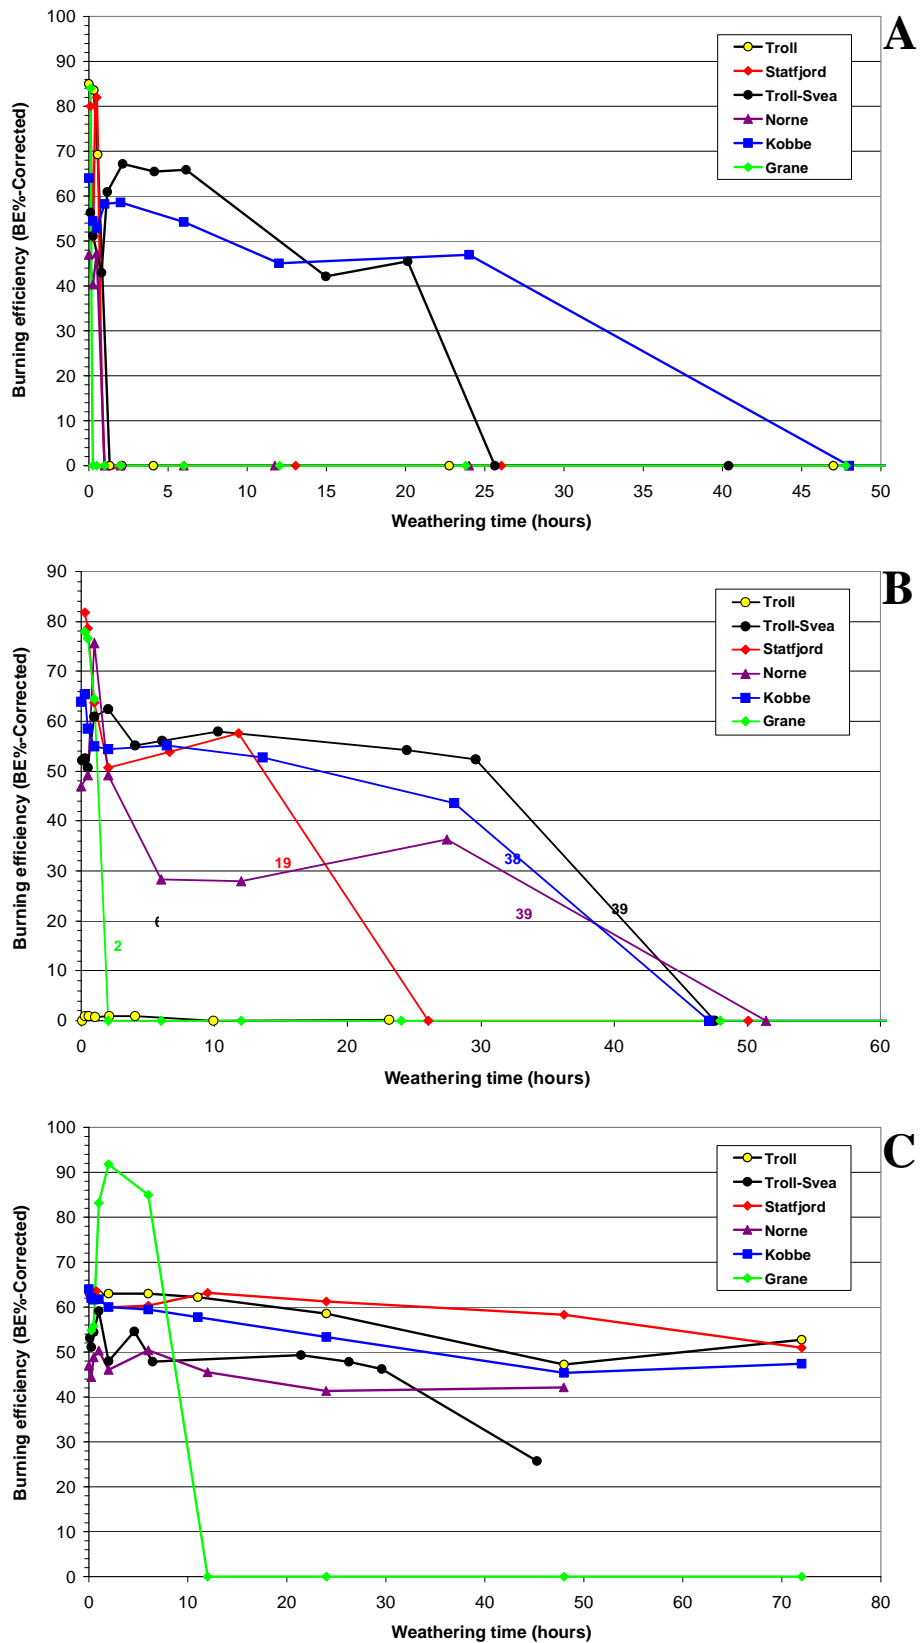 A
Burning efficiency (BE%-Corrected)
100
90
80
70
60
50
40
30
20
10
0
Troll
Statfjord
Troll-Svea
Norne
Kobbe
Grane
0 5 10 15 20 25 30 35 40 45 50
Weathering time (hours)
B
Burning efficiency (BE%-Corrected)
90
80
70
60
50
40
30
20
10
0
Troll
Troll-Svea
Statfjord
Norne
Kobbe
Grane
19
38
39
39
2
0 10 20 30 40 50 60
Weathering time (hours)
C
Burning efficiency (BE%-Corrected)
100
90
80
70
60
50
40
30
20
10
0
Troll
Troll-Svea
Statfjord
Norne
Kobbe
Grane
0 10 20 30 40 50 60 70 80
Weathering time (hours)